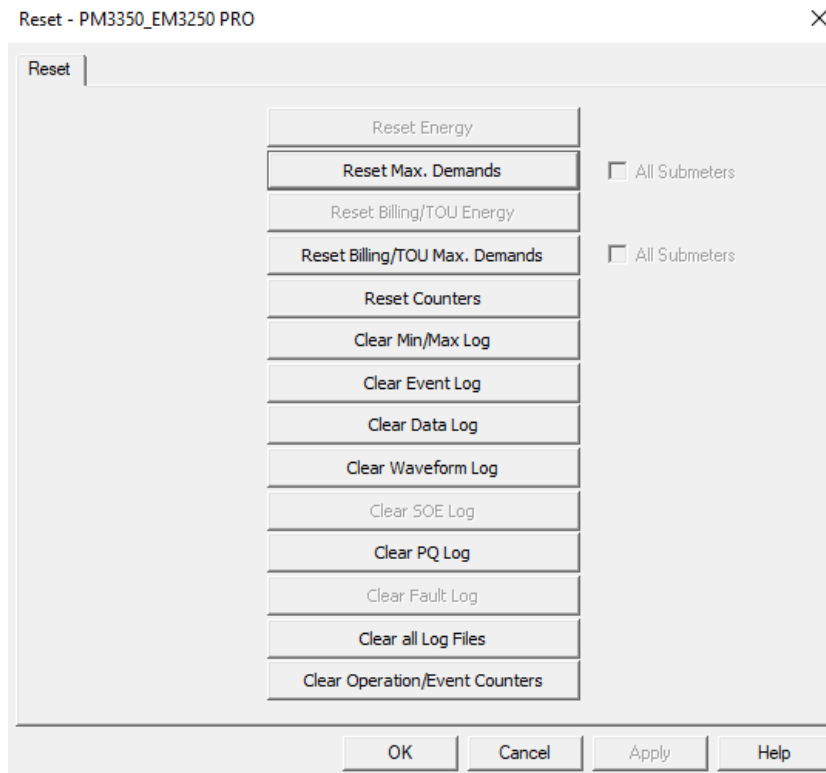 Reset - PM3350_EM3250 PRO
Reset
Reset Energy
Reset Max. Demands
All Submeters
Reset Billing/TOU Energy
Reset Billing/TOU Max. Demands
All Submeters
Reset Counters
Clear Min/Max Log
Clear Event Log
Clear Data Log
Clear Waveform Log
Clear SOE Log
Clear PQ Log
Clear Fault Log
Clear all Log Files
Clear Operation/Event Counters
OK
Cancel
Apply
Help